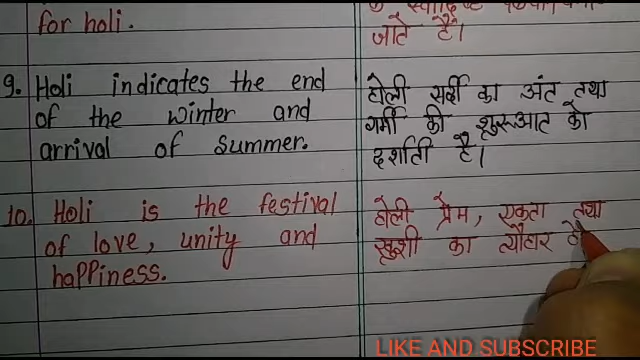 for holi.
जाते हैं।
9. Holi indicates the end
of the winter and
arrival of summer.
होली सर्दी का अंत तथा
गर्मी की शुरूआत को
दर्शाती है।
10. Holi is the festival
of love, unity and
happiness.
होली प्रेम, एकता तथा
खुशी का त्यौहार है
LIKE AND SUBSCRIBE